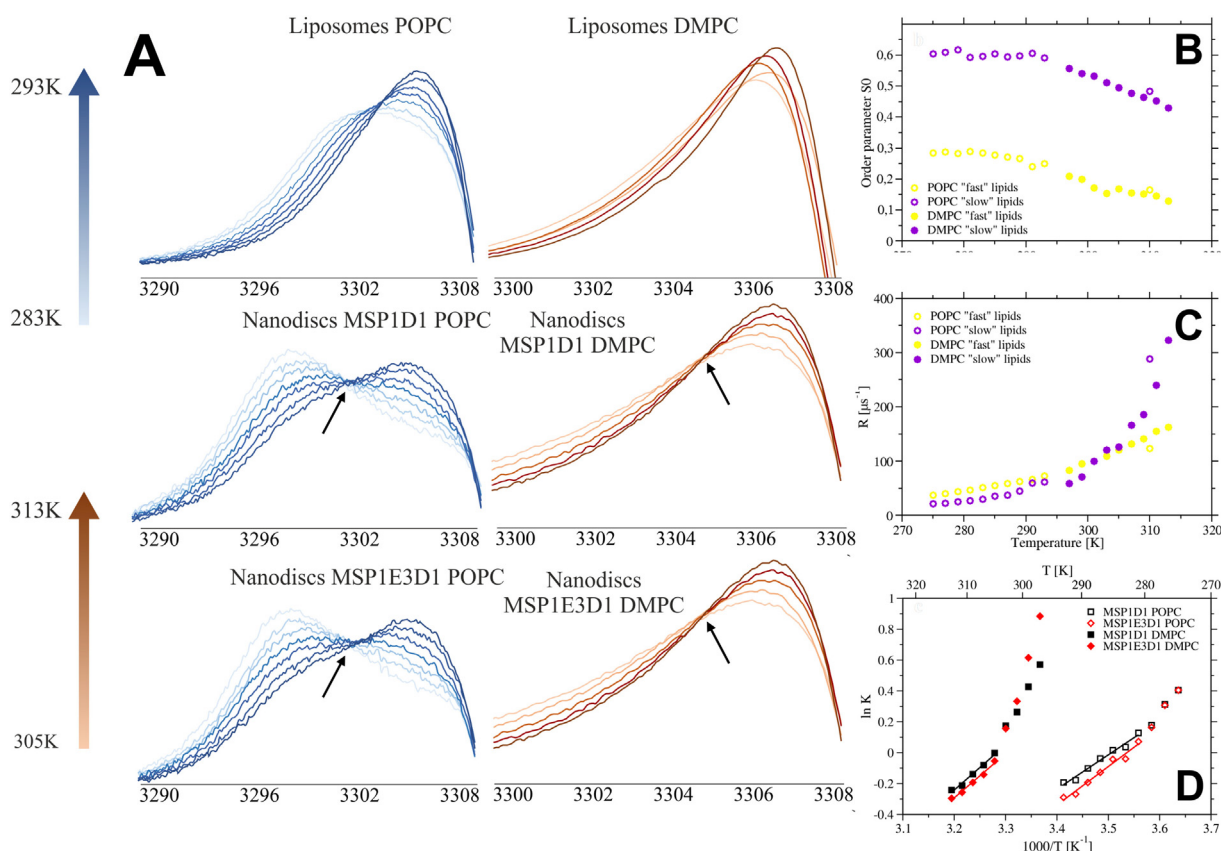 A
Liposomes POPC
Liposomes DMPC
293K
283K
3290 3296 3302 3308
3300 3302 3304 3306 3308
Nanodiscs MSP1D1 POPC
Nanodiscs
MSP1D1 DMPC
3290 3296 3302 3308
3300 3302 3304 3306 3308
313K
305K
Nanodiscs MSP1E3D1 POPC
Nanodiscs
MSP1E3D1 DMPC
3290 3296 3302 3308
3300 3302 3304 3306 3308
B
Order parameter S0
0,6
0,5
0,4
0,3
0,2
0,1
0
POPC "fast" lipids
POPC "slow" lipids
DMPC "fast" lipids
DMPC "slow" lipids
C
R [µs⁻¹]
400
300
200
100
0
POPC "fast" lipids
POPC "slow" lipids
DMPC "fast" lipids
DMPC "slow" lipids
270 280 290 300 310 320
Temperature [K]
T [K]
320 310 300 290 280 270
D
ln K
1
0.8
0.6
0.4
0.2
0
-0.2
-0.4
MSP1D1 POPC
MSP1E3D1 POPC
MSP1D1 DMPC
MSP1E3D1 DMPC
3.1 3.2 3.3 3.4 3.5 3.6 3.7
1000/T [K⁻¹]